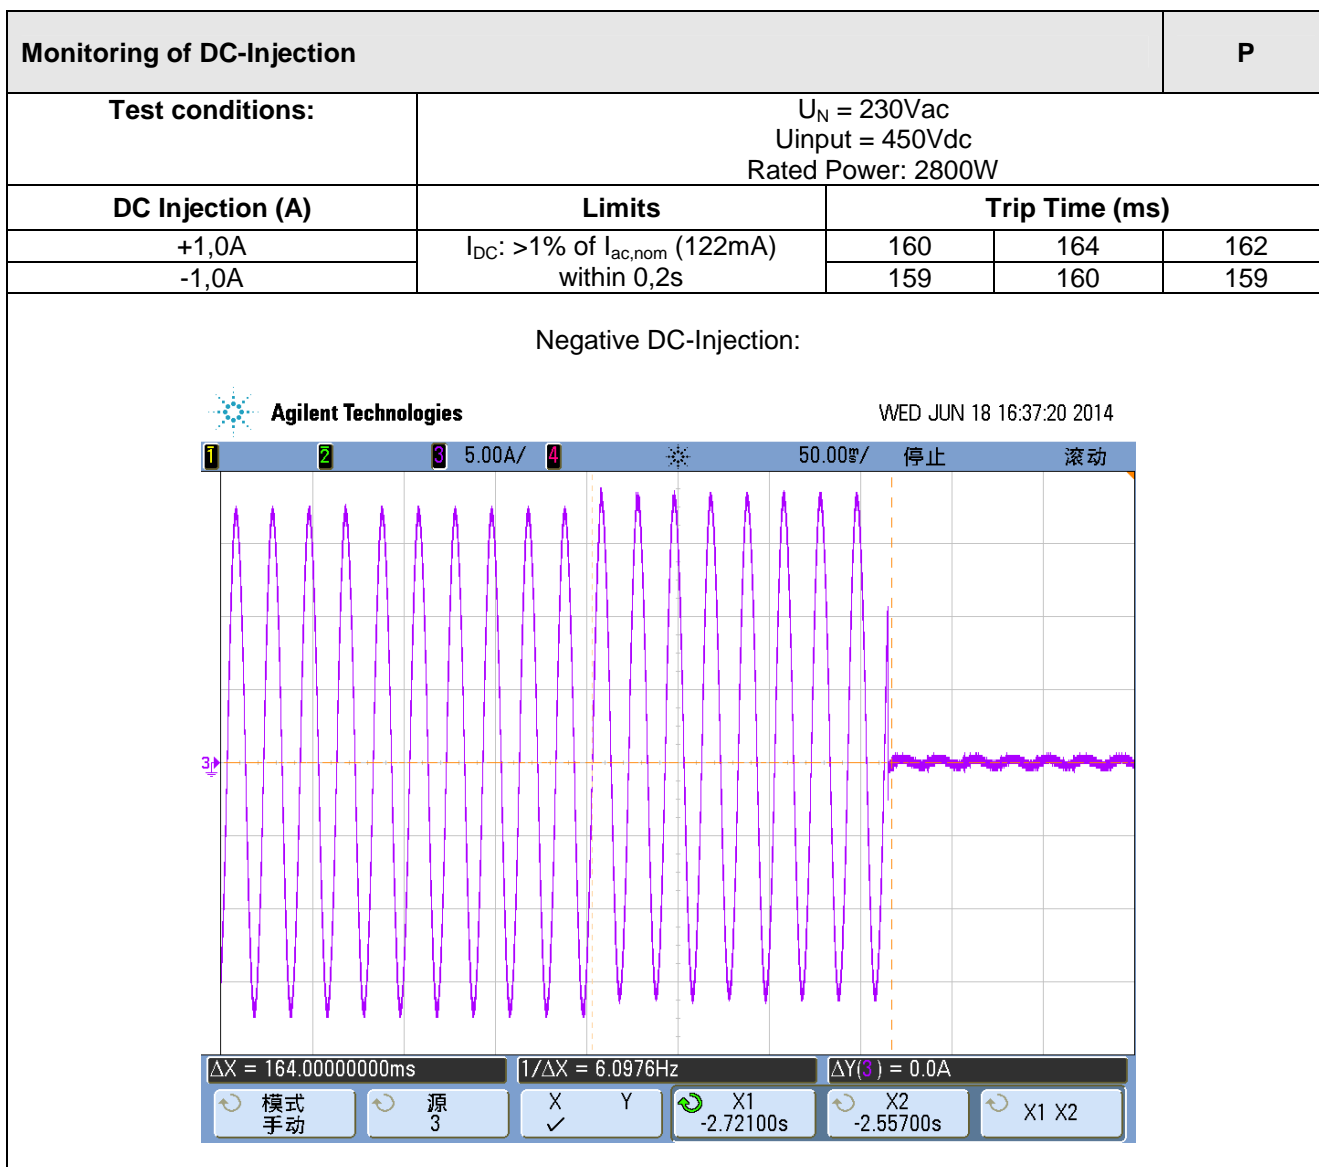 Monitoring of DC-Injection P
Test conditions: U_N = 230Vac
Uinput = 450Vdc
Rated Power: 2800W
DC Injection (A) Limits Trip Time (ms)
+1,0A I_DC: >1% of I_ac,nom (122mA) 160 164 162
-1,0A within 0,2s 159 160 159
Negative DC-Injection:
Agilent Technologies WED JUN 18 16:37:20 2014
1 2 3 5.00A/ 4 50.00ms/ 停止 滚动
3
ΔX = 164.00000000ms 1/ΔX = 6.0976Hz ΔY(3) = 0.0A
模式 源 X Y X1 X2 X1 X2
手动 3 ✓ -2.72100s -2.55700s